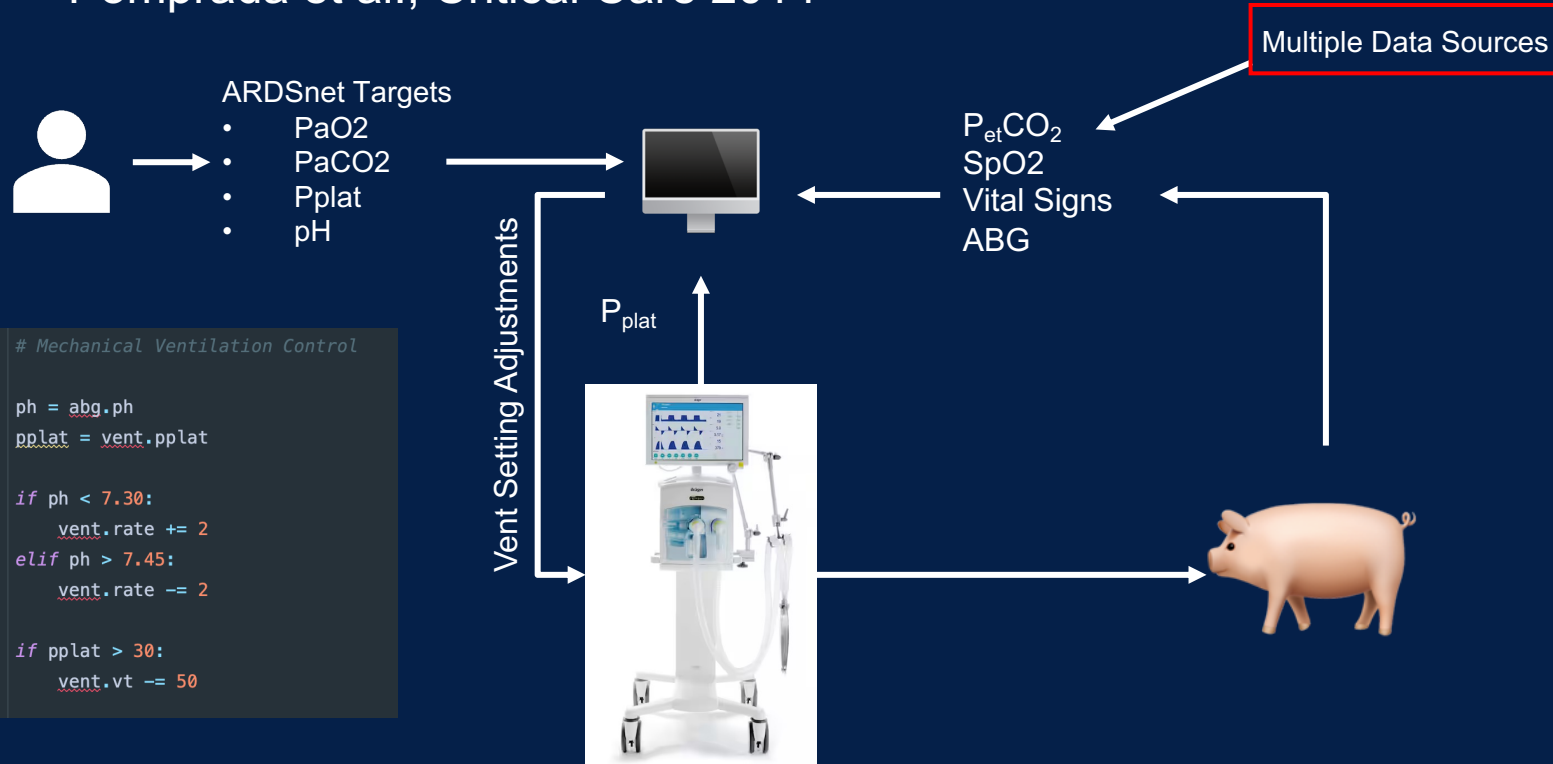 Multiple Data Sources
ARDSnet Targets
• PaO2
• PaCO2
• Pplat
• pH
PetCO2
SpO2
Vital Signs
ABG
Vent Setting Adjustments
Pplat
# Mechanical Ventilation Control
ph = abg.ph
pplat = vent.pplat
if ph < 7.30:
vent.rate += 2
elif ph > 7.45:
vent.rate -= 2
if pplat > 30:
vent.vt -= 50